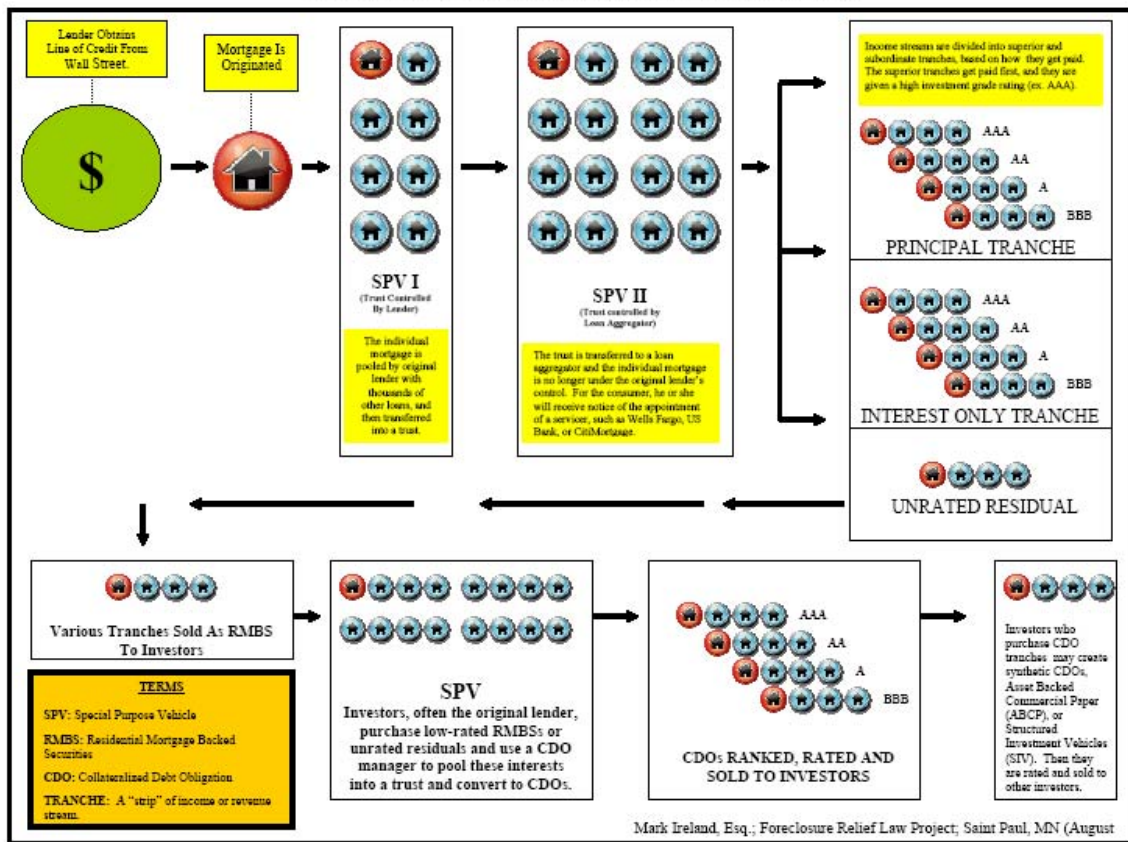 Lender Obtains
Line of Credit From
Wall Street.
$
Mortgage Is
Originated
SPV I
(Trust Controlled
By Lender)
The individual
mortgage is
pooled by original
lender with
thousands of
other loans, and
then transferred
into a trust.
SPV II
(Trust controlled by
Loan Aggregator)
The trust is transferred to a loan
aggregator and the individual mortgage
is no longer under the original lender's
control. For the consumer, he or she
will receive notice of the appointment
of a servicer, such as Wells Fargo, US
Bank, or CitiMortgage.
Income streams are divided into superior and
subordinate tranches, based on how they get paid.
The superior tranches get paid first, and they are
given a high investment grade rating (ex. AAA).
AAA
AA
A
BBB
PRINCIPAL TRANCHE
AAA
AA
A
BBB
INTEREST ONLY TRANCHE
UNRATED RESIDUAL
Various Tranches Sold As RMBS
To Investors
TERMS
SPV: Special Purpose Vehicle
RMBS: Residential Mortgage Backed
Securities
CDO: Collateralized Debt Obligation
TRANCHE: A "strip" of income or revenue
stream.
SPV
Investors, often the original lender,
purchase low-rated RMBSs or
unrated residuals and use a CDO
manager to pool these interests
into a trust and convert to CDOs.
AAA
AA
A
BBB
CDOs RANKED, RATED AND
SOLD TO INVESTORS
Investors who
purchase CDO
tranches may create
synthetic CDOs,
Asset Backed
Commercial Paper
(ABCP), or
Structured
Investment Vehicles
(SIV). Then they
are rated and sold to
other investors.
Mark Ireland, Esq.; Foreclosure Relief Law Project; Saint Paul, MN (August